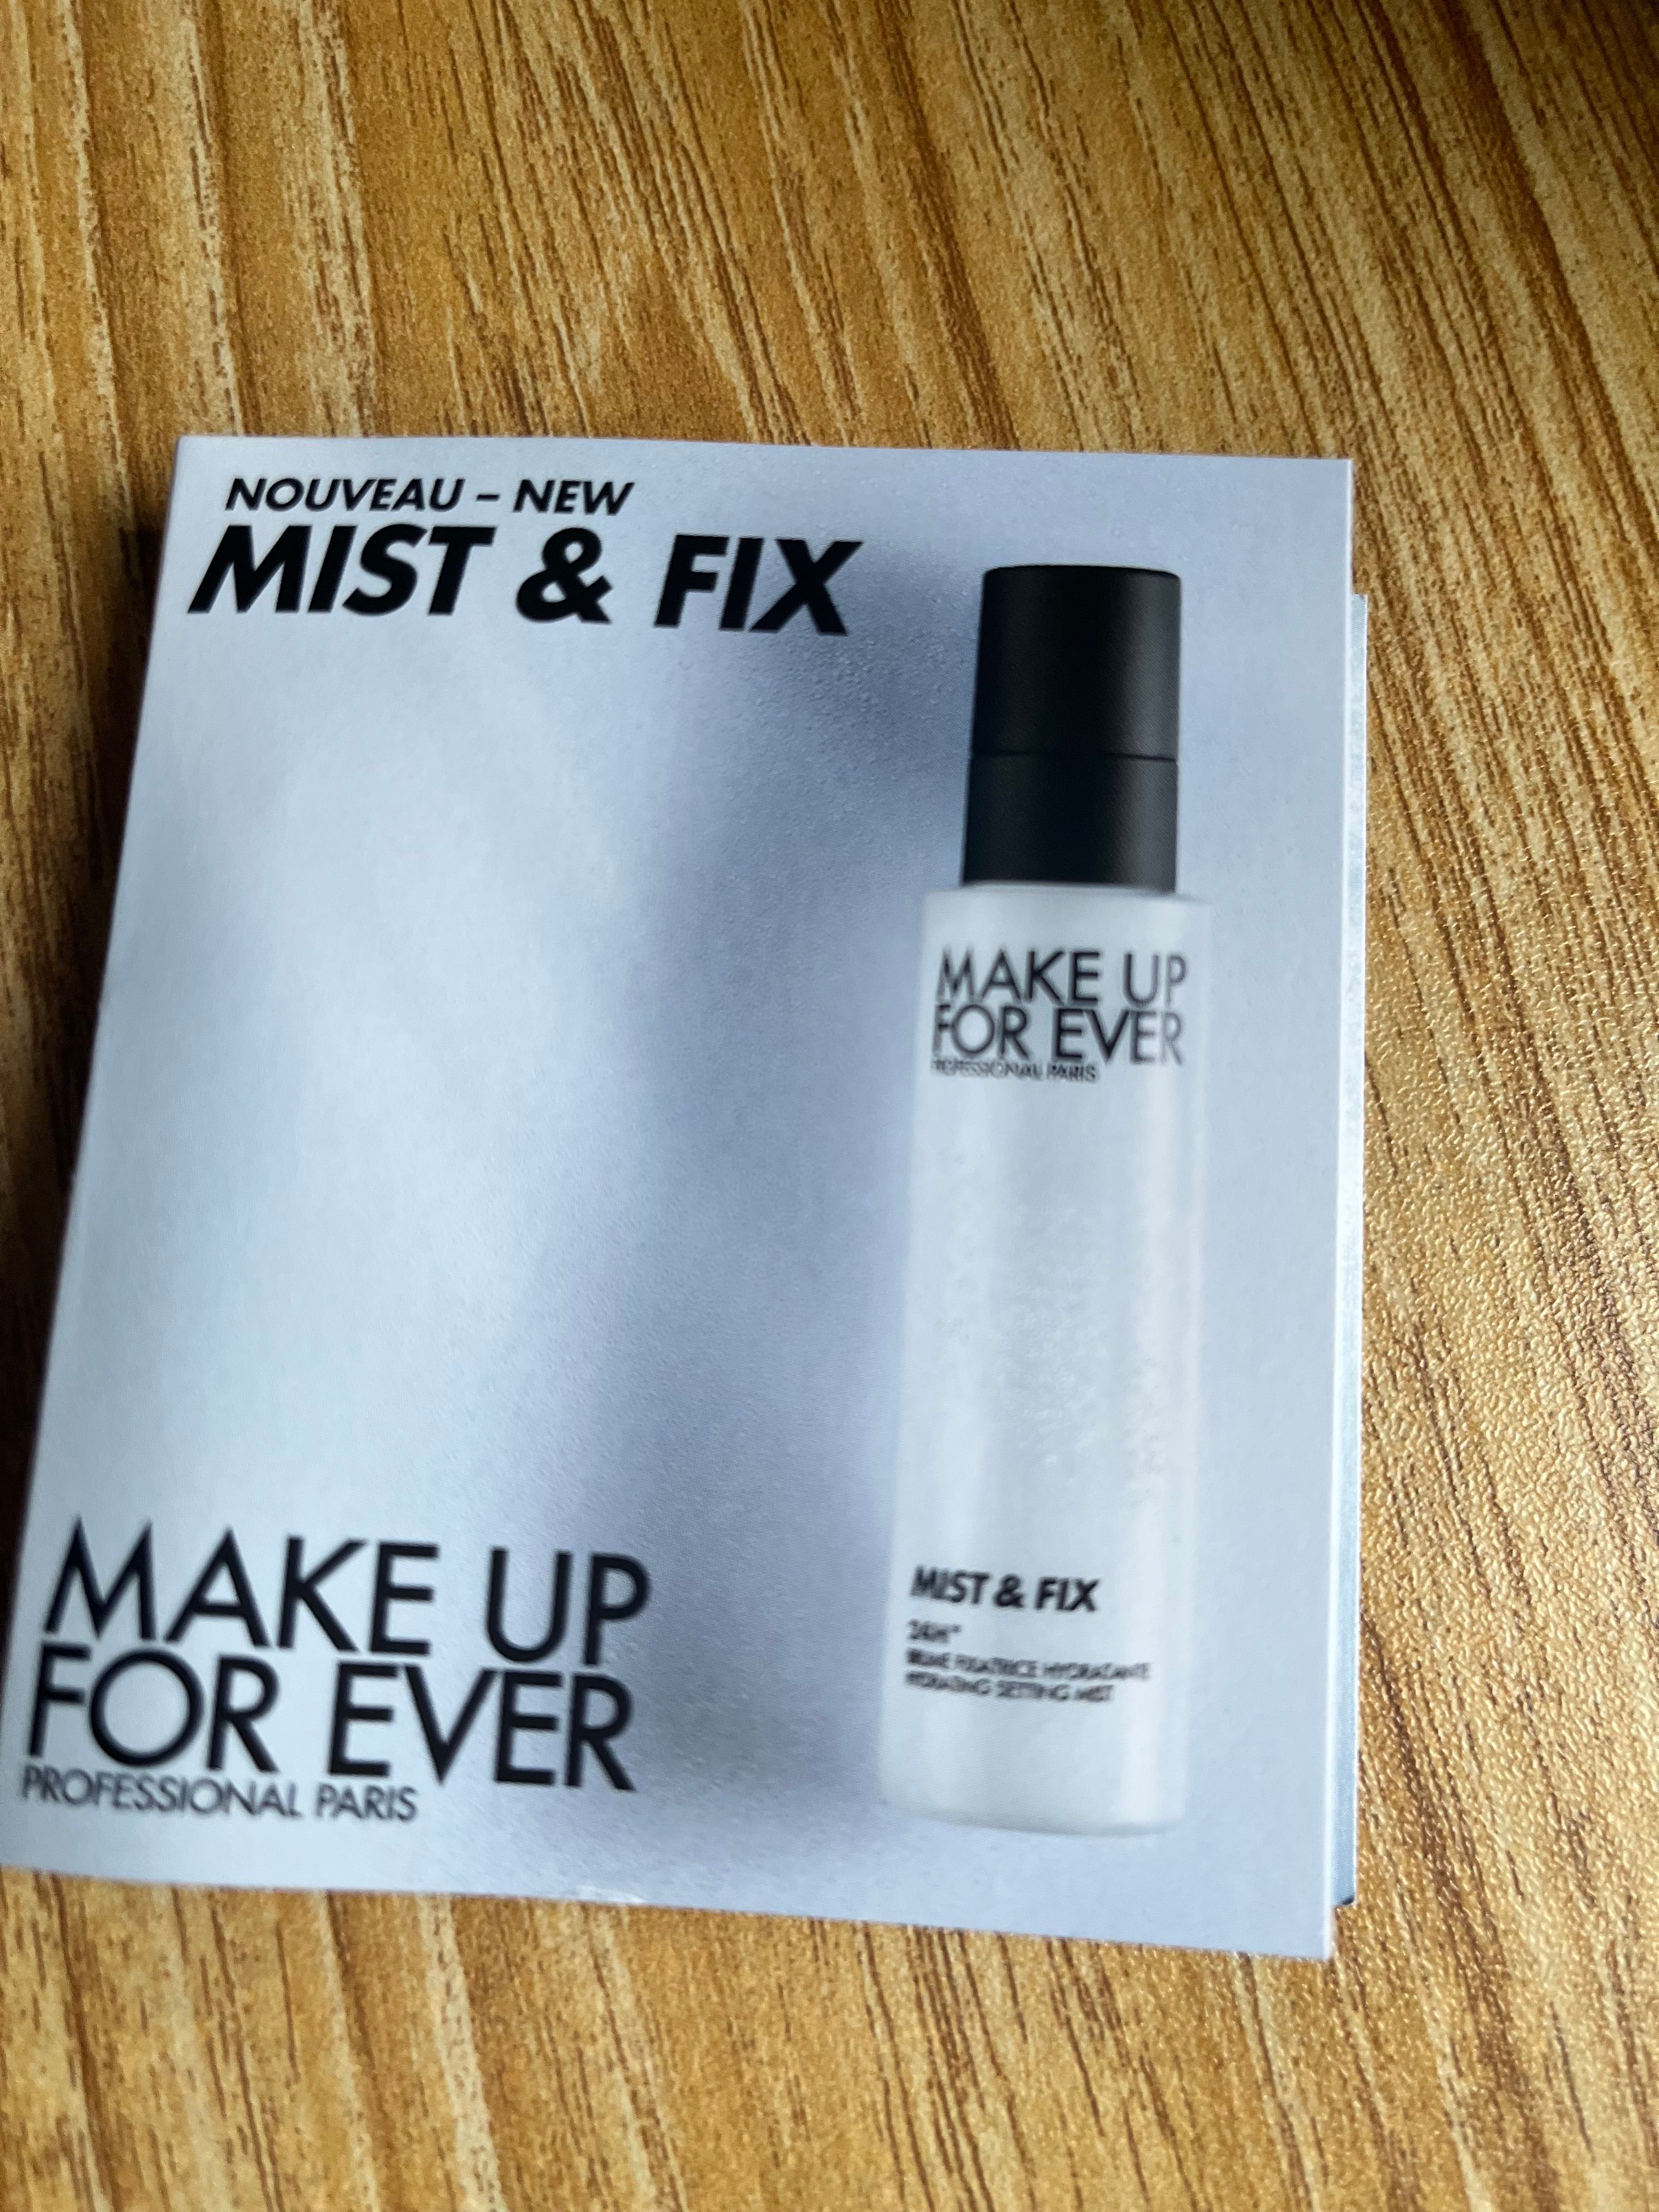 NOUVEAU – NEW
MIST & FIX
MAKE UP
FOR EVER
PROFESSIONAL PARIS
MIST & FIX
24H*
BRUME FIXATRICE HYDRATANTE
HYDRATING SETTING MIST
MAKE UP
FOR EVER
PROFESSIONAL PARIS